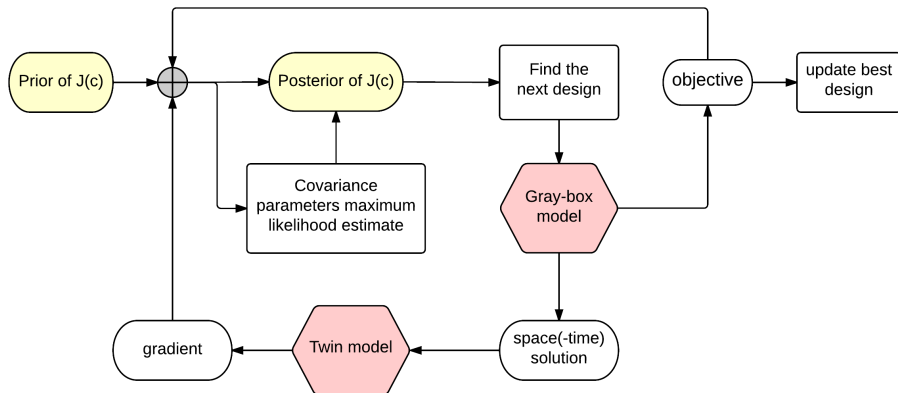 Prior of J(c)
Posterior of J(c)
Find the
next design
objective
update best
design
Covariance
parameters maximum
likelihood estimate
Gray-box
model
gradient
Twin model
space(-time)
solution